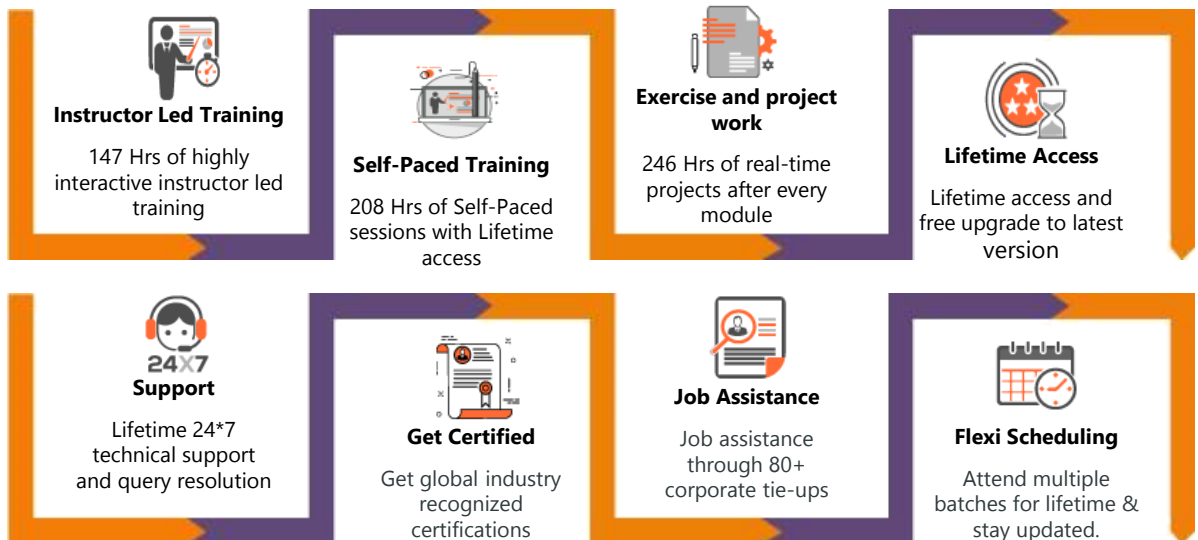 Instructor Led Training
147 Hrs of highly
interactive instructor led
training
Self-Paced Training
208 Hrs of Self-Paced
sessions with Lifetime
access
Exercise and project
work
246 Hrs of real-time
projects after every
module
Lifetime Access
Lifetime access and
free upgrade to latest
version
24X7
Support
Lifetime 24*7
technical support
and query resolution
Get Certified
Get global industry
recognized
certifications
Job Assistance
Job assistance
through 80+
corporate tie-ups
Flexi Scheduling
Attend multiple
batches for lifetime &
stay updated.